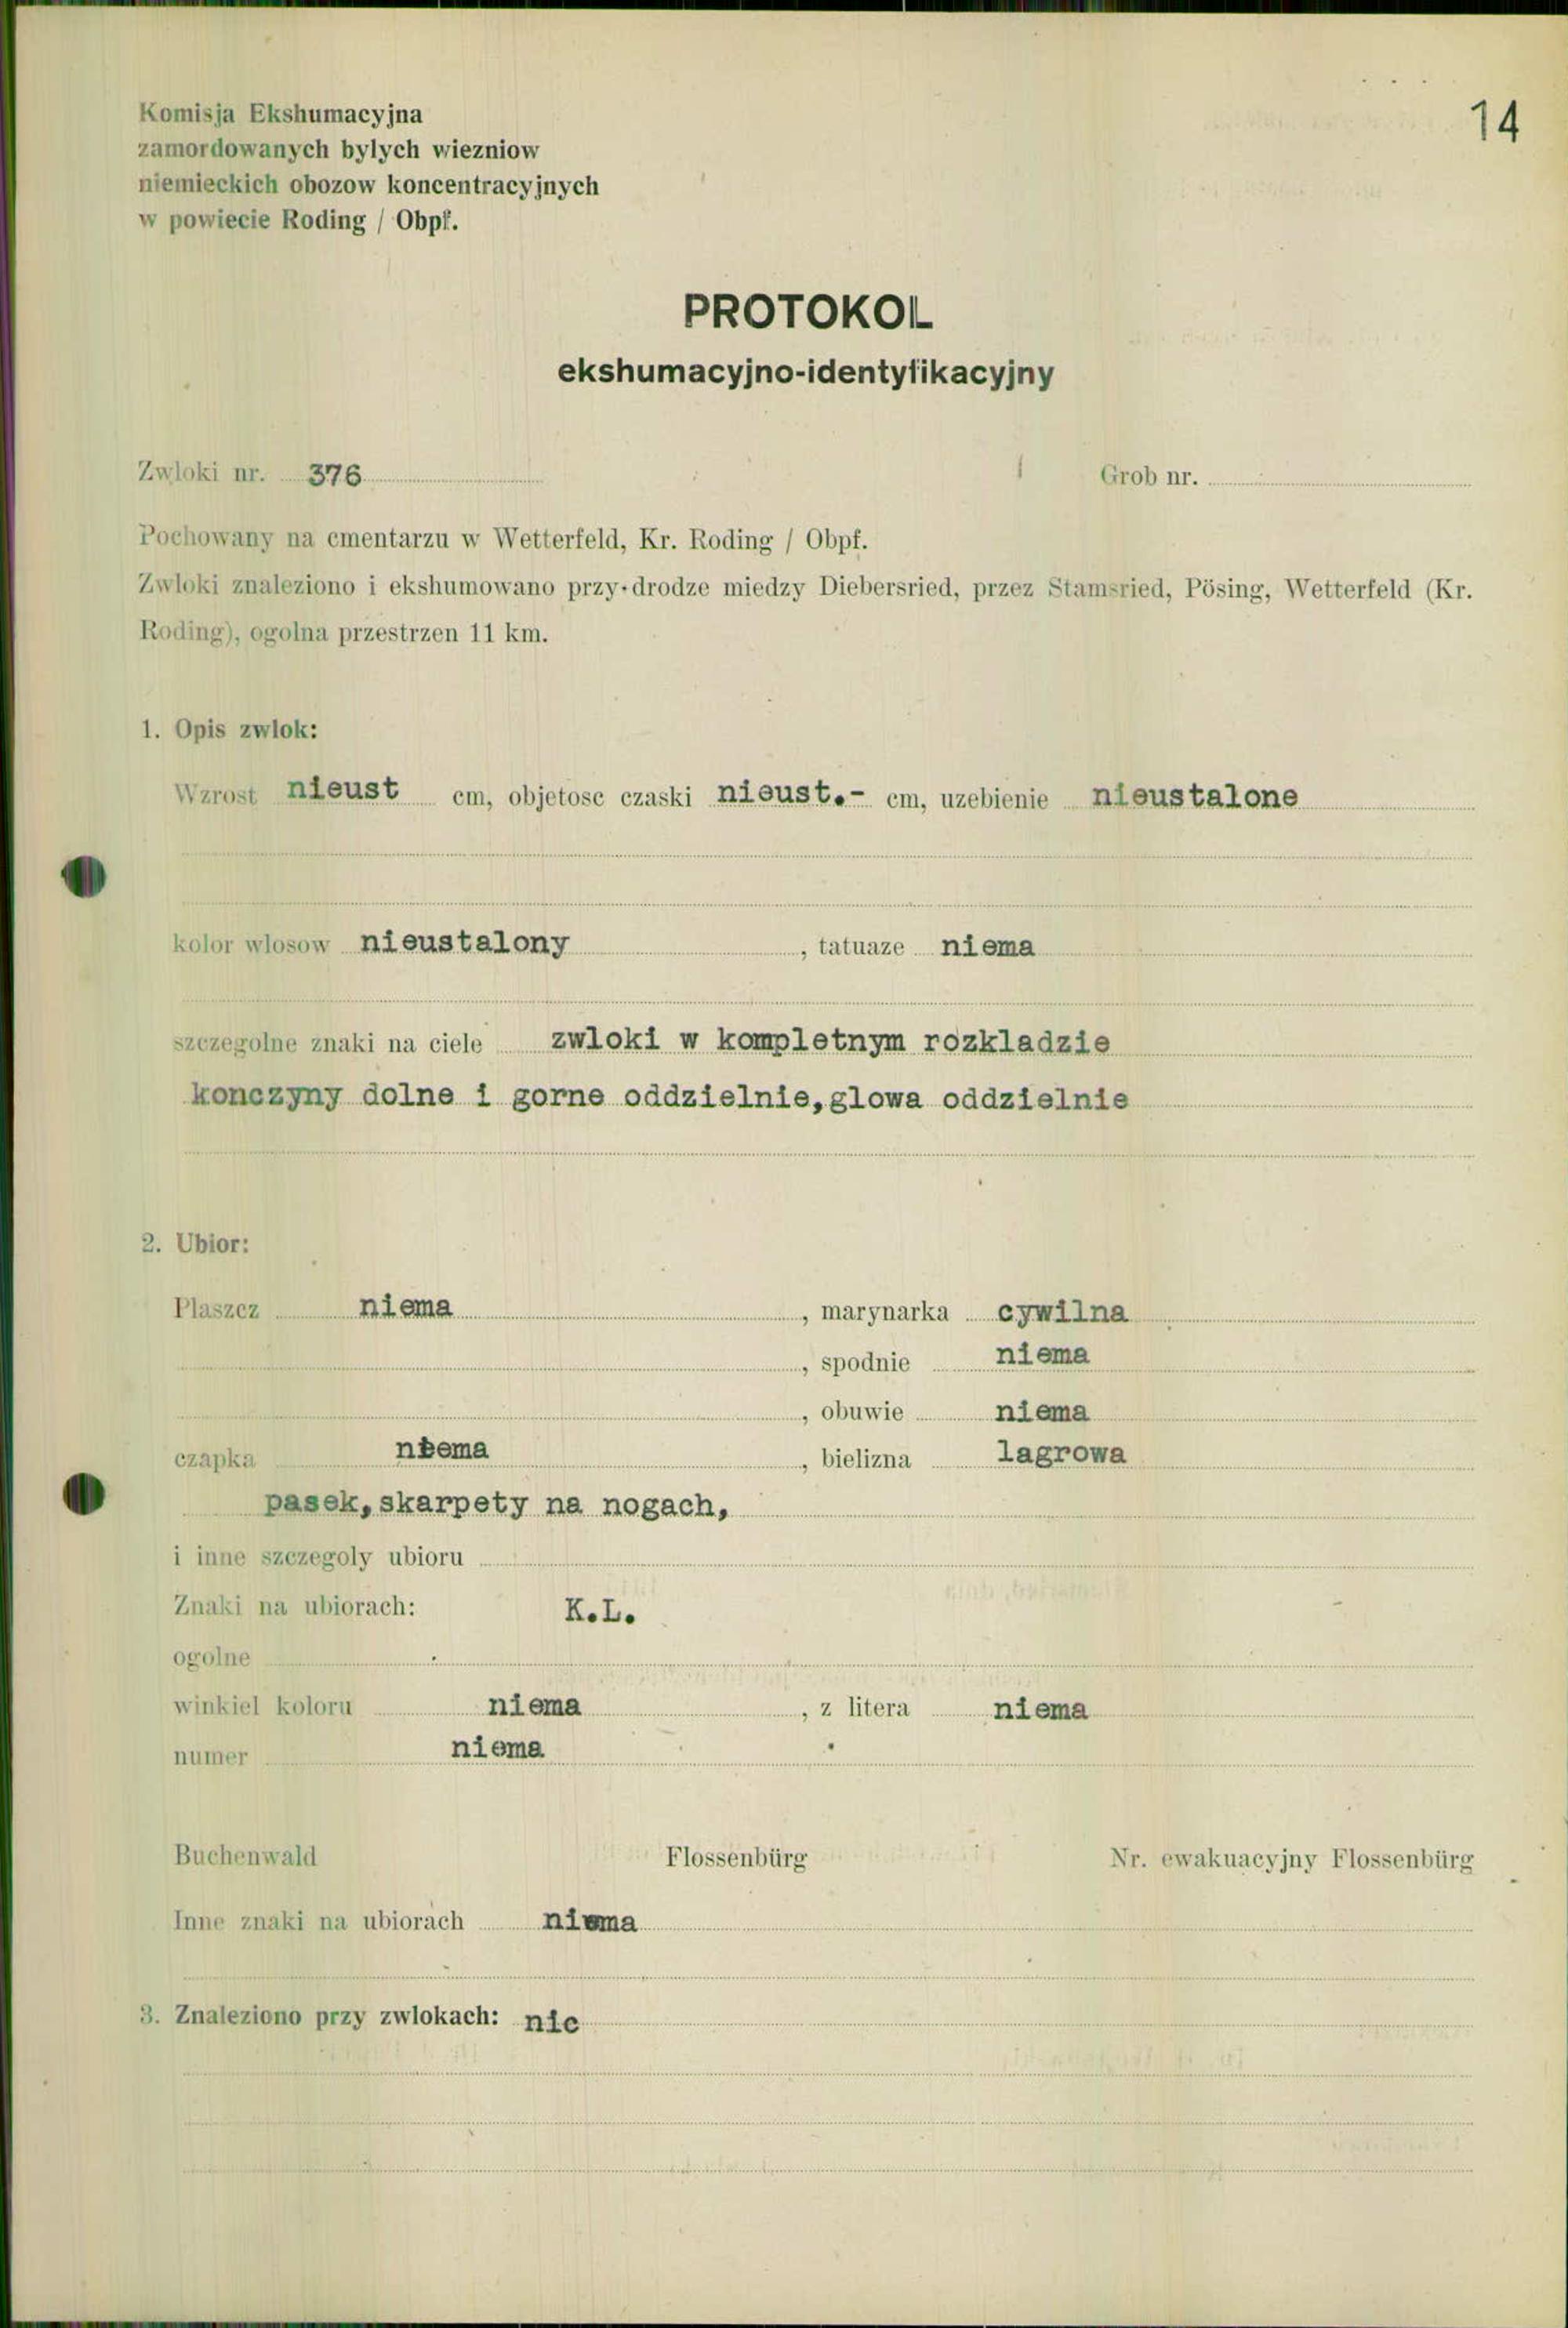 14
Komisja Ekshumacyjna
zamordowanych bylych wiezniow
niemieckich obozow koncentracyjnych
w powiecie Roding / Obpf.
PROTOKOL
ekshumacyjno-identyfikacyjny
Zwloki nr. 376 Grob nr.
Pochowany na cmentarzu w Wetterfeld, Kr. Roding / Obpf.
Zwloki znaleziono i ekshumowano przy drodze miedzy Diebersried, przez Stamsried, Pösing, Wetterfeld (Kr.
Roding), ogolna przestrzen 11 km.
1. Opis zwlok:
Wzrost nieust cm, objetosc czaski nieust.- cm, uzebienie nieustalone
kolor wlosow nieustalony , tatuaze niema
szczegolne znaki na ciele zwloki w kompletnym rozkladzie
konczyny dolne i gorne oddzielnie,glowa oddzielnie
2. Ubior:
Plaszcz niema , marynarka cywilna
, spodnie niema
, obuwie niema
czapka niema , bielizna lagrowa
pasek,skarpety na nogach,
i inne szczegoly ubioru
Znaki na ubiorach: K.L.
ogolne
winkiel koloru niema , z litera niema
numer niema
Buchenwald Flossenbürg Nr. ewakuacyjny Flossenbürg
Inne znaki na ubiorach niema
3. Znaleziono przy zwlokach: nic